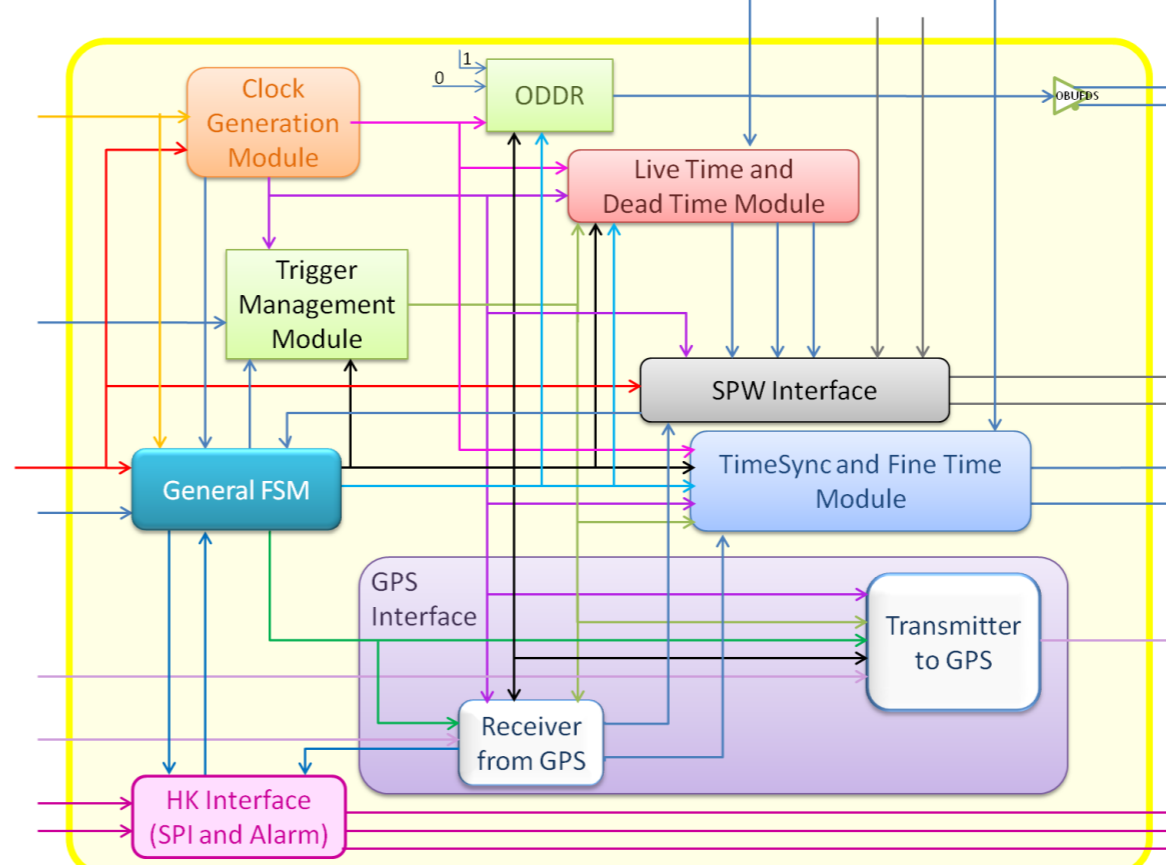 1
0
Clock
Generation
Module
ODDR
OBUFDS
Live Time and
Dead Time Module
Trigger
Management
Module
SPW Interface
General FSM
TimeSync and Fine Time
Module
GPS
Interface
Transmitter
to GPS
Receiver
from GPS
HK Interface
(SPI and Alarm)